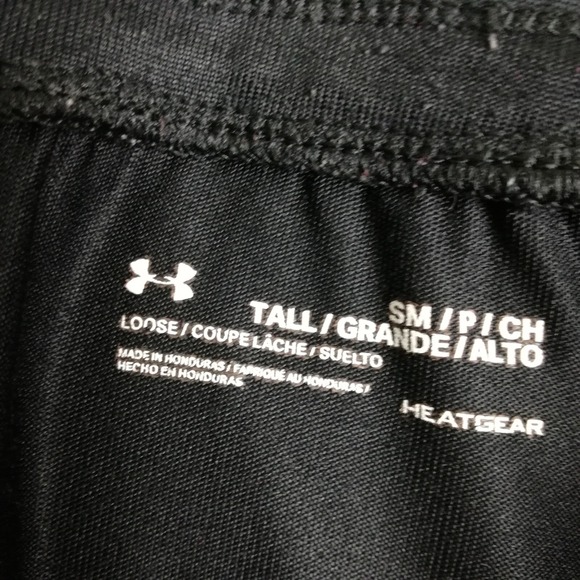 SM/P/CH
TALL/GRANDE/ALTO
LOOSE/COUPE LÂCHE/SUELTO
MADE IN HONDURAS/FABRIQUÉ AU HONDURAS/
HECHO EN HONDURAS
HEATGEAR